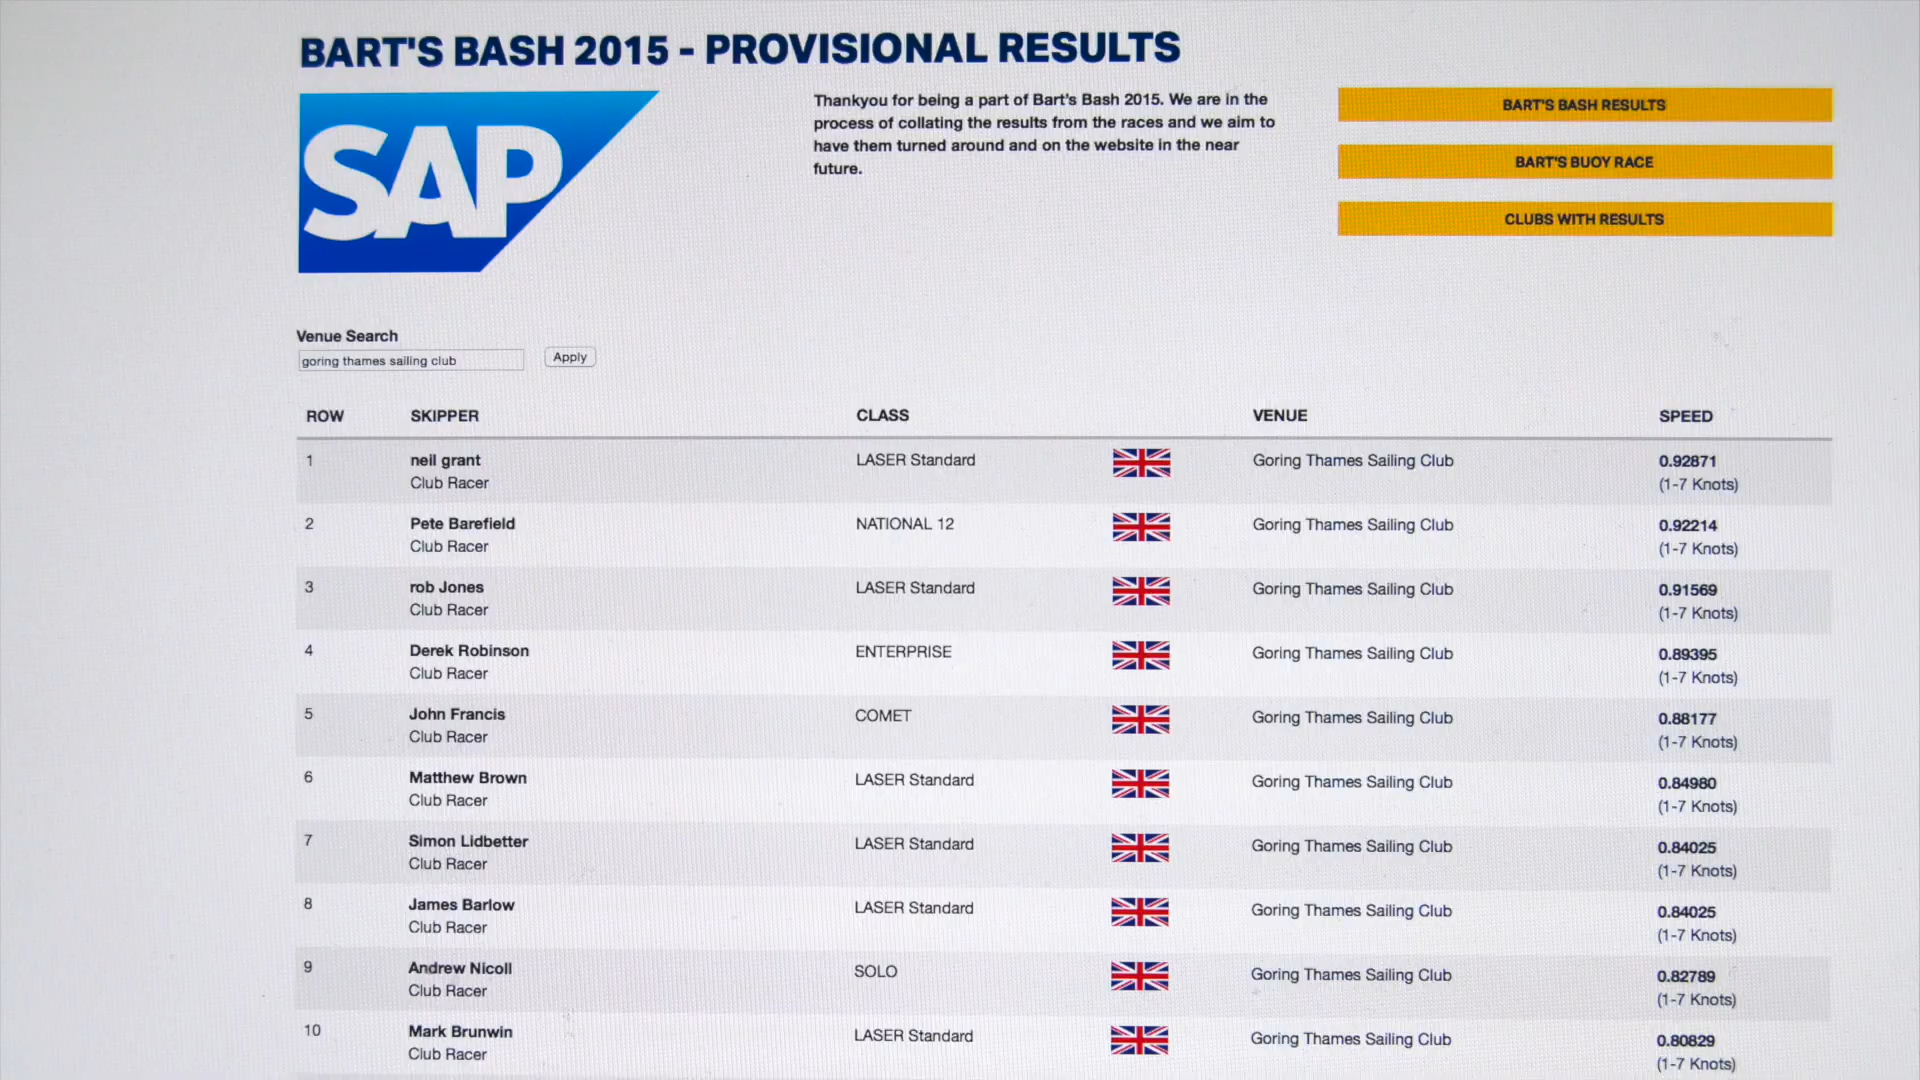 BART'S BASH 2015 - PROVISIONAL RESULTS
SAP
Thankyou for being a part of Bart's Bash 2015. We are in the
process of collating the results from the races and we aim to
have them turned around and on the website in the near
future.
BART'S BASH RESULTS
BART'S BUOY RACE
CLUBS WITH RESULTS
Venue Search
goring thames sailing club
Apply
ROW SKIPPER CLASS VENUE SPEED
1 neil grant LASER Standard Goring Thames Sailing Club 0.92871
Club Racer (1-7 Knots)
2 Pete Barefield NATIONAL 12 Goring Thames Sailing Club 0.92214
Club Racer (1-7 Knots)
3 rob Jones LASER Standard Goring Thames Sailing Club 0.91569
Club Racer (1-7 Knots)
4 Derek Robinson ENTERPRISE Goring Thames Sailing Club 0.89395
Club Racer (1-7 Knots)
5 John Francis COMET Goring Thames Sailing Club 0.88177
Club Racer (1-7 Knots)
6 Matthew Brown LASER Standard Goring Thames Sailing Club 0.84980
Club Racer (1-7 Knots)
7 Simon Lidbetter LASER Standard Goring Thames Sailing Club 0.84025
Club Racer (1-7 Knots)
8 James Barlow LASER Standard Goring Thames Sailing Club 0.84025
Club Racer (1-7 Knots)
9 Andrew Nicoll SOLO Goring Thames Sailing Club 0.82789
Club Racer (1-7 Knots)
10 Mark Brunwin LASER Standard Goring Thames Sailing Club 0.80829
Club Racer (1-7 Knots)